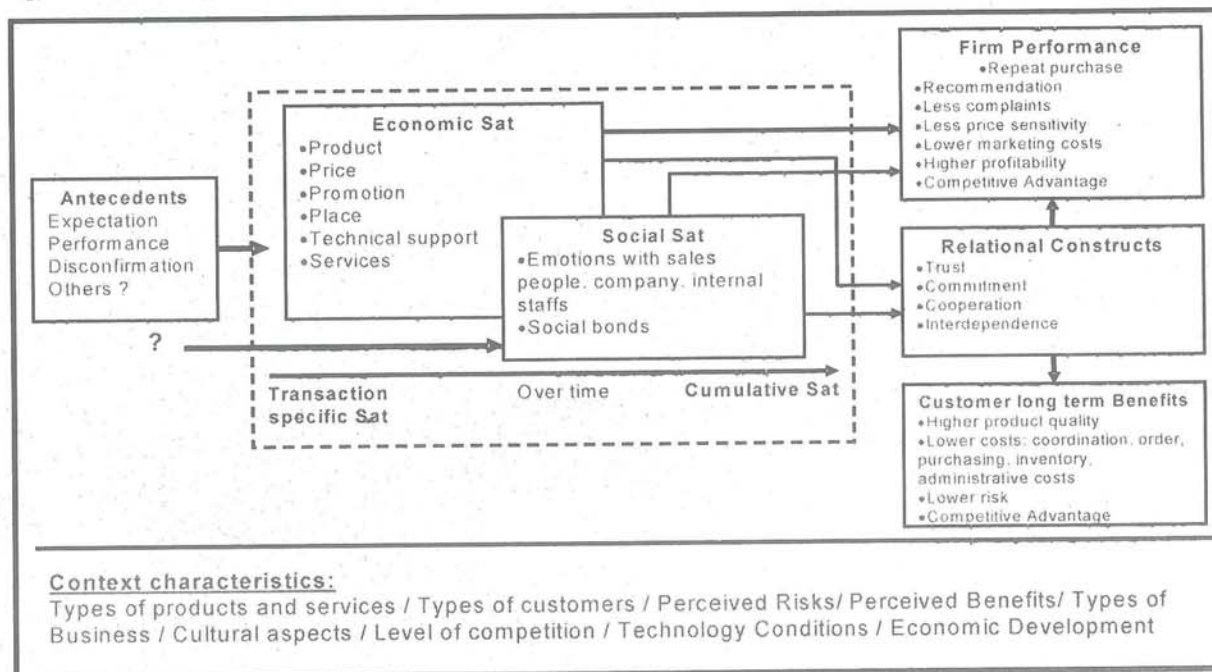 Antecedents
Expectation
Performance
Disconfirmation
Others ?
?
Economic Sat
•Product
•Price
•Promotion
•Place
•Technical support
•Services
Social Sat
•Emotions with sales
people. company. internal
staffs
•Social bonds
Transaction
specific Sat
Over time
Cumulative Sat
Firm Performance
•Repeat purchase
•Recommendation
•Less complaints
•Less price sensitivity
•Lower marketing costs
•Higher profitability
•Competitive Advantage
Relational Constructs
•Trust
•Commitment
•Cooperation
•Interdependence
Customer long term Benefits
•Higher product quality
•Lower costs: coordination. order,
purchasing. inventory,
administrative costs
•Lower risk
•Competitive Advantage
Context characteristics:
Types of products and services / Types of customers / Perceived Risks/ Perceived Benefits/ Types of
Business / Cultural aspects / Level of competition / Technology Conditions / Economic Development